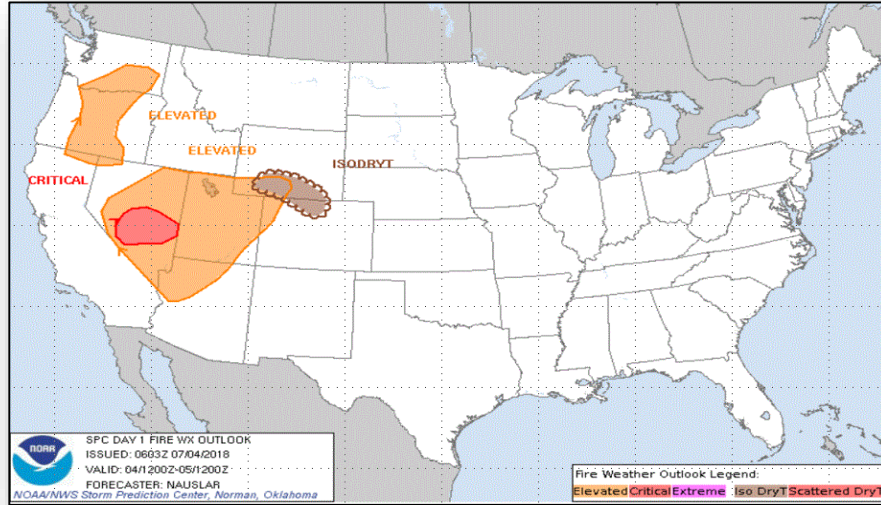 ELEVATED
ELEVATED
ISODRYT
CRITICAL
NOAA
SPC DAY 1 FIRE WX OUTLOOK
ISSUED: 0603Z 07/04/2018
VALID: 04/1200Z-05/1200Z
FORECASTER: NAUSLAR
NOAA/NWS Storm Prediction Center, Norman, Oklahoma
Fire Weather Outlook Legend:
Elevated Critical Extreme Iso DryT Scattered DryT